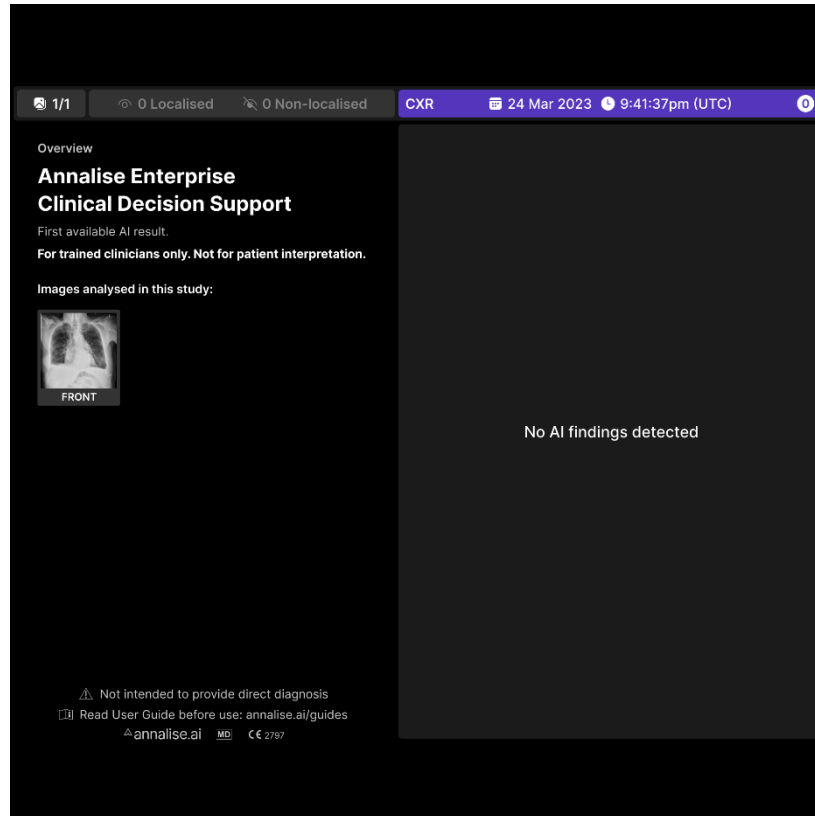 1/1
0 Localised
0 Non-localised
CXR
24 Mar 2023
9:41:37pm (UTC)
0
Overview
Annalise Enterprise
Clinical Decision Support
First available AI result.
For trained clinicians only. Not for patient interpretation.
Images analysed in this study:
FRONT
No AI findings detected
Not intended to provide direct diagnosis
Read User Guide before use: annalise.ai/guides
annalise.ai MD CE 2797